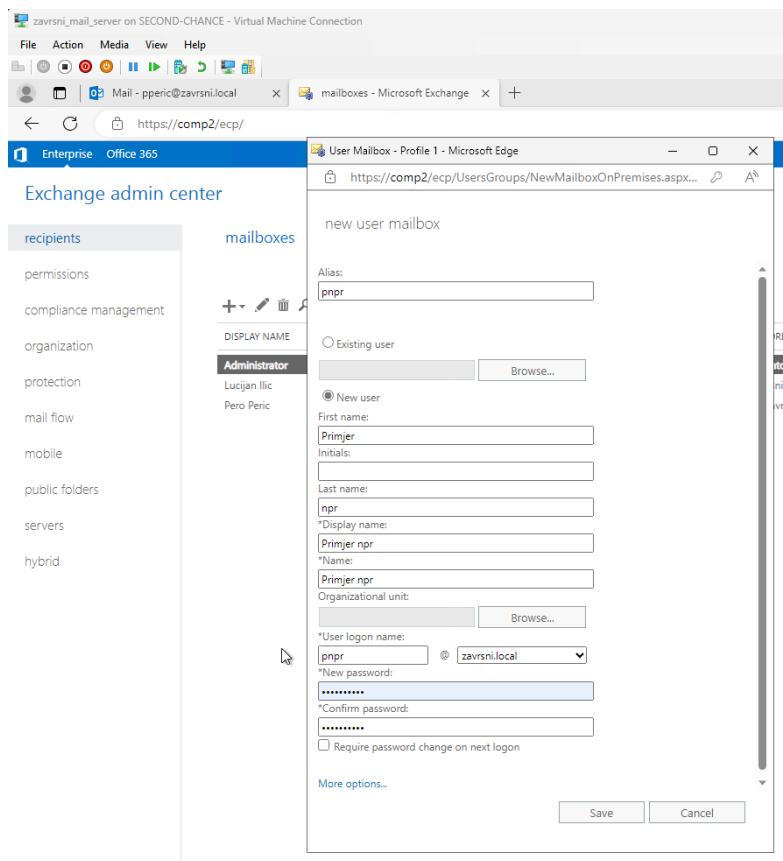 zavrsni_mail_server on SECOND-CHANCE - Virtual Machine Connection
File Action Media View Help
Mail - pperic@zavrsni.local
mailboxes - Microsoft Exchange
https://comp2/ecp/
Enterprise Office 365
User Mailbox - Profile 1 - Microsoft Edge
https://comp2/ecp/UsersGroups/NewMailboxOnPremises.aspx...
Exchange admin center
recipients
permissions
compliance management
organization
protection
mail flow
mobile
public folders
servers
hybrid
mailboxes
DISPLAY NAME
Administrator
Lucijan Ilic
Pero Peric
new user mailbox
Alias:
pnpr
Existing user
Browse...
New user
First name:
Primjer
Initials:
Last name:
npr
*Display name:
Primjer npr
*Name:
Primjer npr
Organizational unit:
Browse...
*User logon name:
pnpr @ zavrsni.local
*New password:
••••••••••
*Confirm password:
••••••••••
Require password change on next logon
More options...
Save Cancel